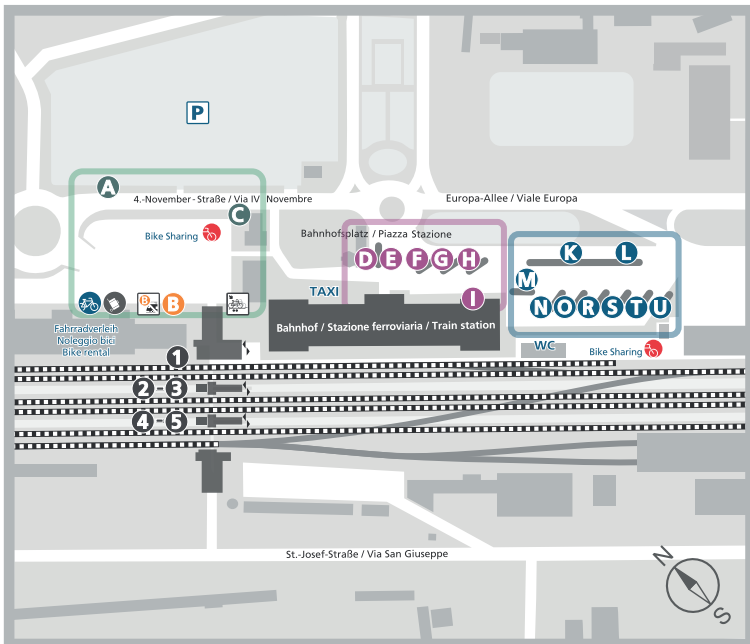 P
A
4.-November-Straße / Via IV Novembre
Europa-Allee / Viale Europa
C
Bike Sharing
Bahnhofsplatz / Piazza Stazione
D E F G H
K L
M
TAXI
I
N O R S T U
B B
Fahrradverleih
Noleggio bici
Bike rental
Bahnhof / Stazione ferroviaria / Train station
WC
Bike Sharing
1
2 - 3
4 - 5
St.-Josef-Straße / Via San Giuseppe
N
S